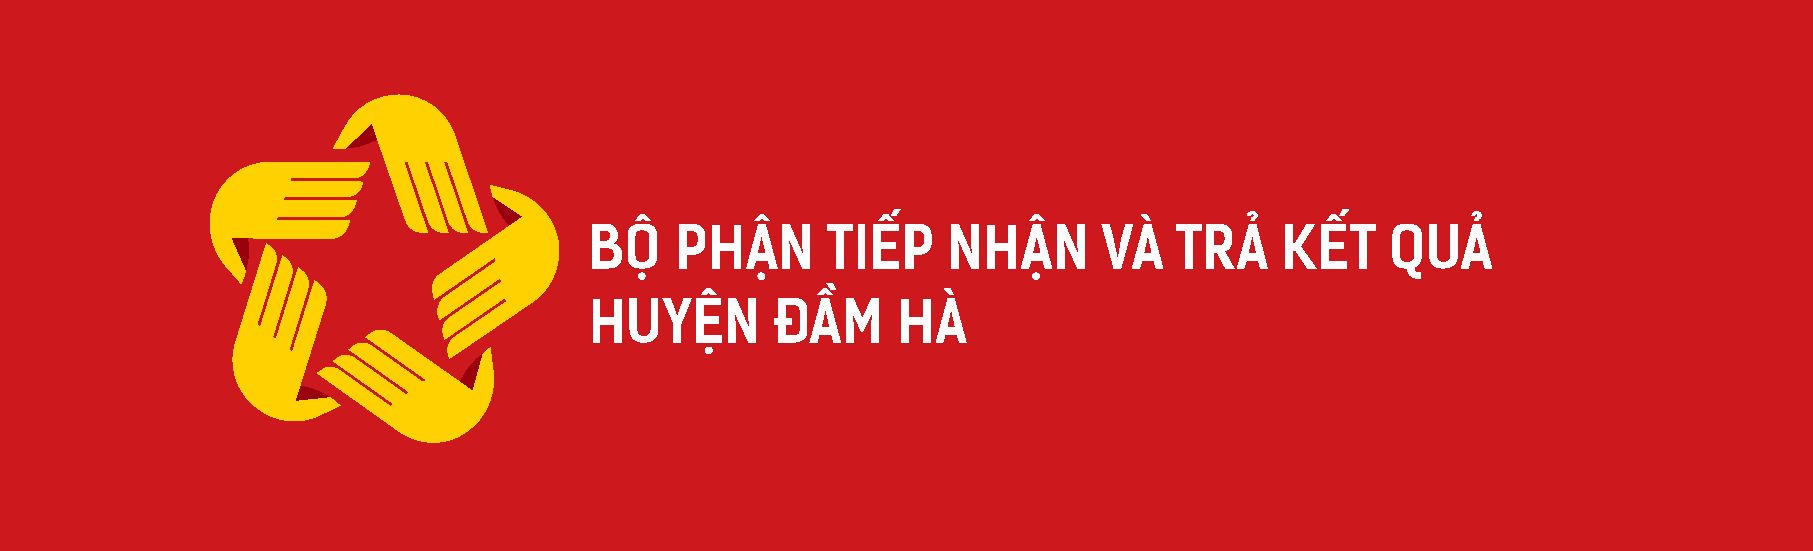 BỘ PHẬN TIẾP NHẬN VÀ TRẢ KẾT QUẢ
HUYỆN ĐẦM HÀ